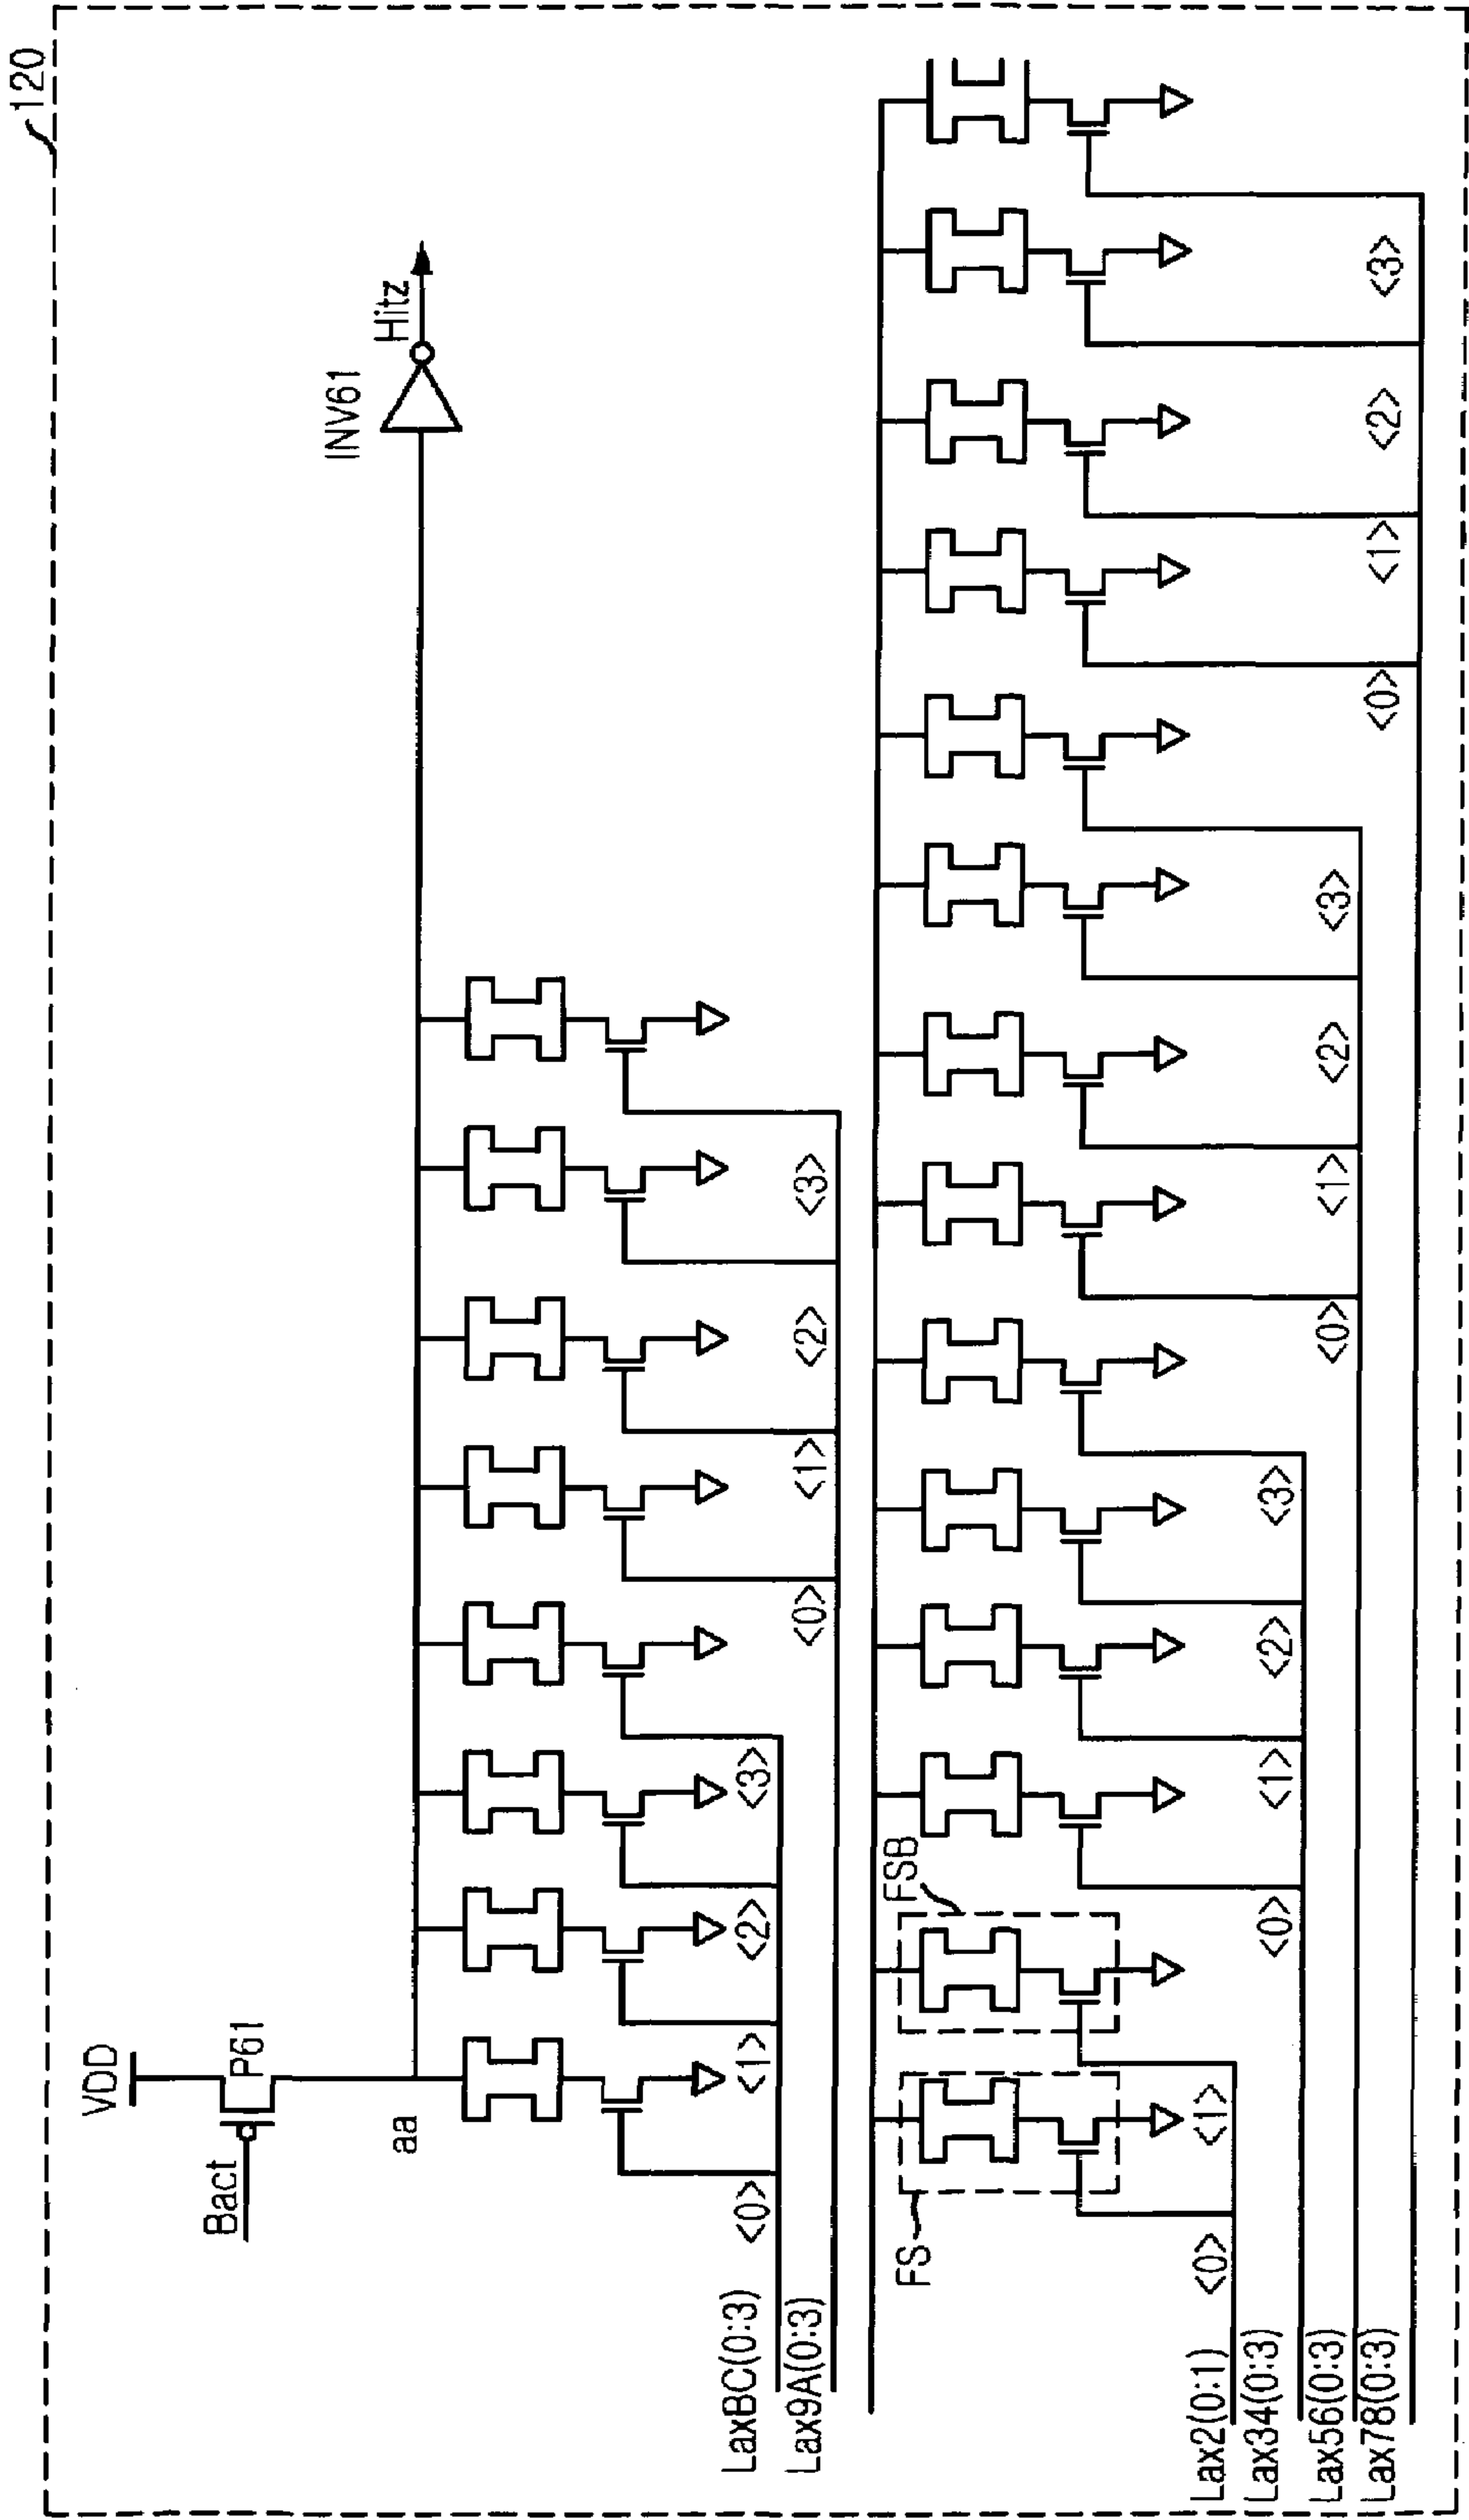 120
VDD
Bact
P61
aa
INV61
Hitz
<0> <1> <2> <3>
LaxBC(0:3)
<0> <1> <2> <3>
Lax9A(0:3)
FS
FSB
<0> <1>
Lax2(0:1)
<0> <1> <2> <3>
Lax34(0:3)
<0> <1> <2> <3>
Lax56(0:3)
<0> <1> <2> <3>
Lax78(0:3)